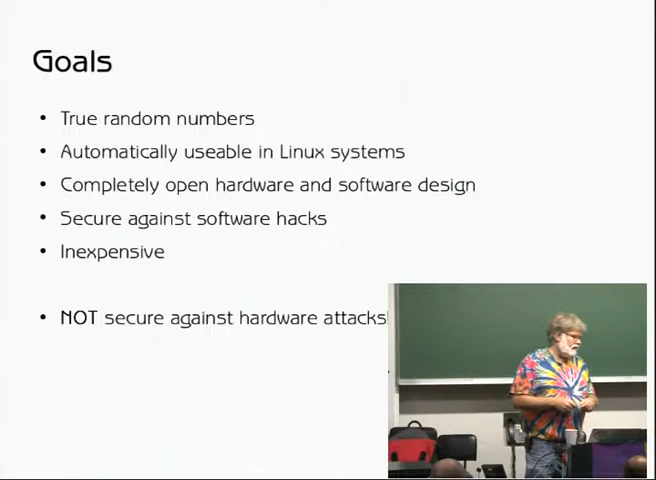 Goals
• True random numbers
• Automatically useable in Linux systems
• Completely open hardware and software design
• Secure against software hacks
• Inexpensive
• NOT secure against hardware attacks